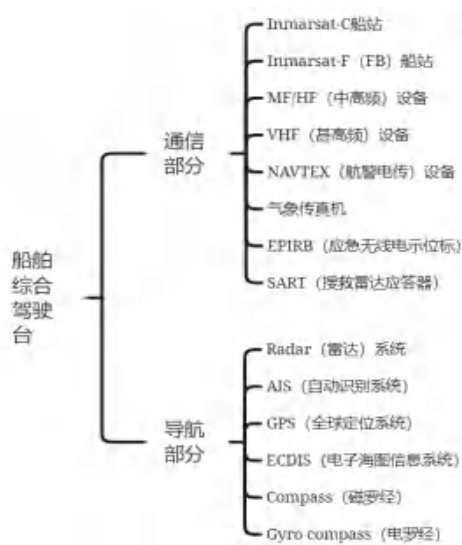 船舶
综合
驾驶
台
通信
部分
Inmarsat-C船站
Inmarsat-F（FB）船站
MF/HF（中高频）设备
VHF（甚高频）设备
NAVTEX（航警电传）设备
气象传真机
EPIRB（应急无线电示位标）
SART（搜救雷达应答器）
导航
部分
Radar（雷达）系统
AIS（自动识别系统）
GPS（全球定位系统）
ECDIS（电子海图信息系统）
Compass（磁罗经）
Gyro compass（电罗经）